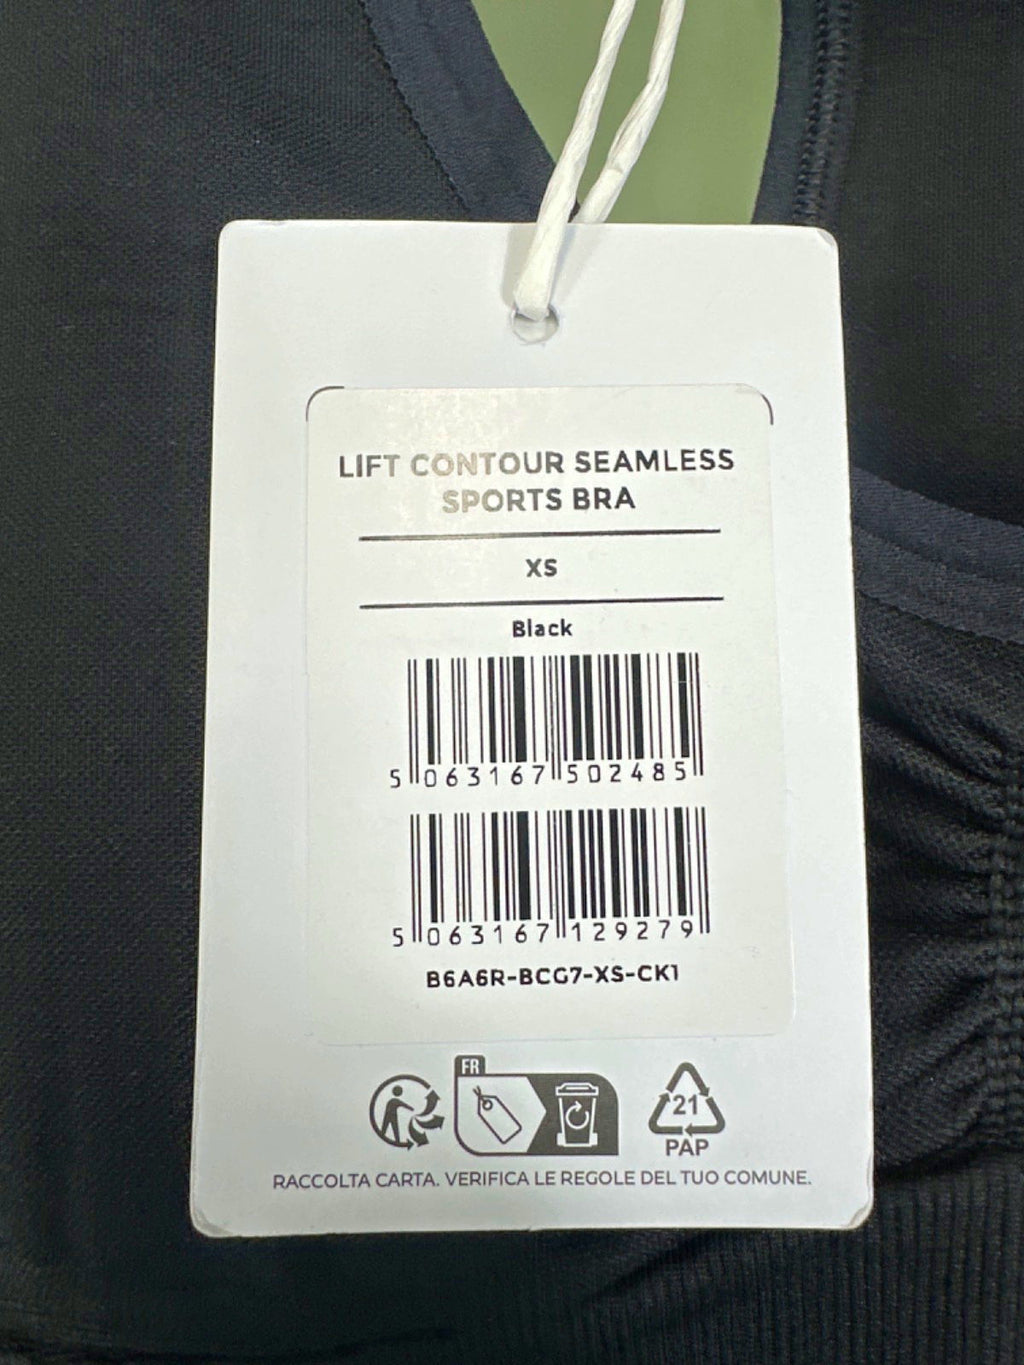 LIFT CONTOUR SEAMLESS
SPORTS BRA
XS
Black
5 063167 502485
5 063167 129279
B6A6R-BCG7-XS-CK1
FR
21
PAP
RACCOLTA CARTA. VERIFICA LE REGOLE DEL TUO COMUNE.